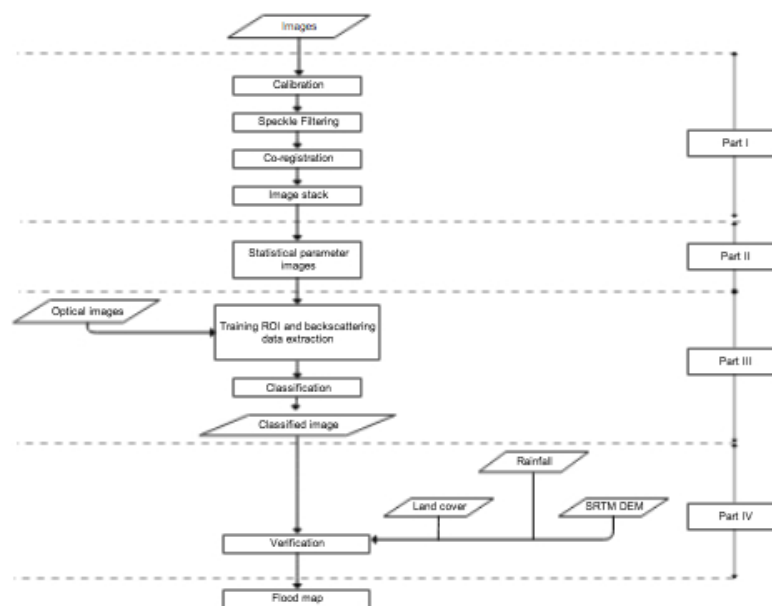 Images
Calibration
Speckle Filtering
Co-registration
Image stack
Part I
Statistical parameter
images
Part II
Optical images
Training ROI and backscattering
data extraction
Classification
Classified image
Part III
Rainfall
Land cover
SRTM DEM
Verification
Part IV
Flood map